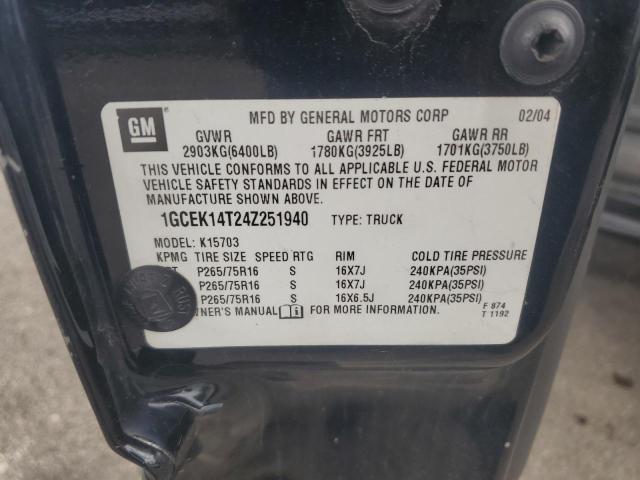 GM
MFD BY GENERAL MOTORS CORP 02/04
GVWR GAWR FRT GAWR RR
2903KG(6400LB) 1780KG(3925LB) 1701KG(3750LB)
THIS VEHICLE CONFORMS TO ALL APPLICABLE U.S. FEDERAL MOTOR
VEHICLE SAFETY STANDARDS IN EFFECT ON THE DATE OF
MANUFACTURE SHOWN ABOVE.
1GCEK14T24Z251940 TYPE: TRUCK
MODEL: K15703
KPMG TIRE SIZE SPEED RTG RIM COLD TIRE PRESSURE
P265/75R16 S 16X7J 240KPA(35PSI)
P265/75R16 S 16X7J 240KPA(35PSI)
P265/75R16 S 16X6.5J 240KPA(35PSI)
WNER'S MANUAL FOR MORE INFORMATION.
F 874
T 1192